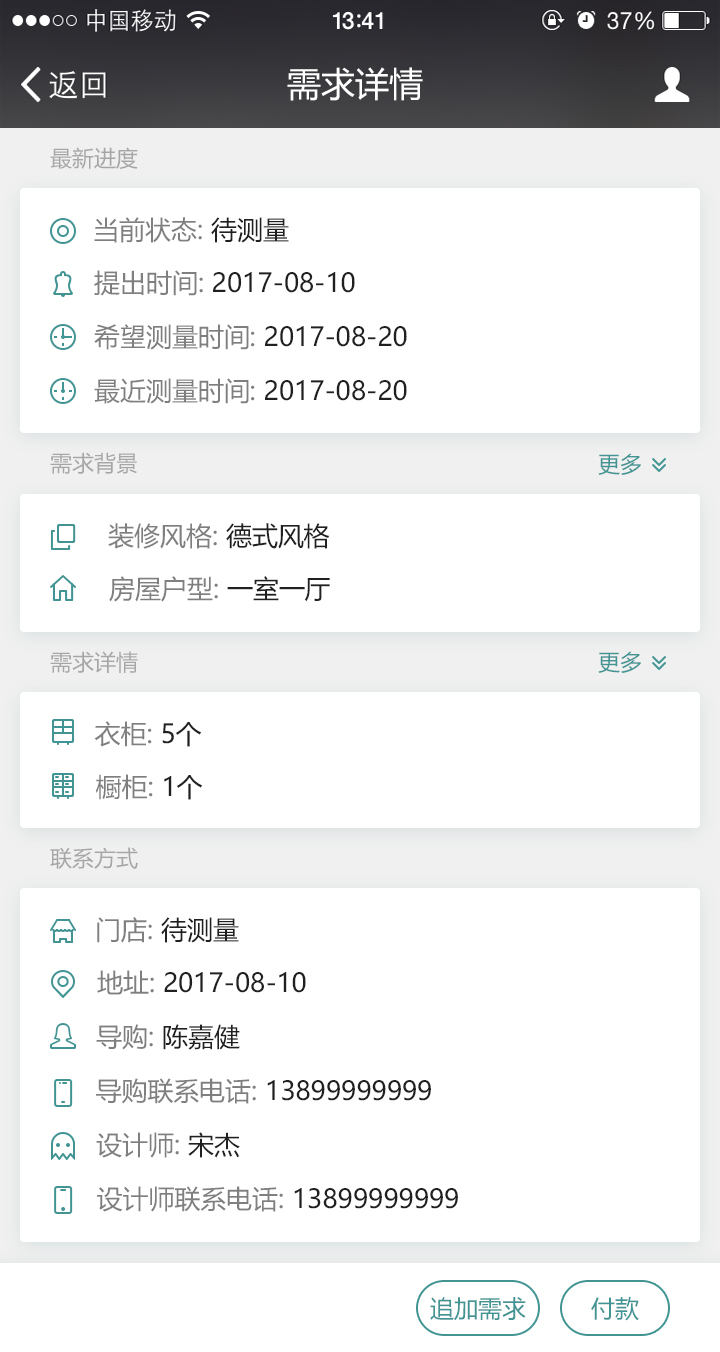 中国移动 13:41 37%
返回 需求详情
最新进度
当前状态: 待测量
提出时间: 2017-08-10
希望测量时间: 2017-08-20
最近测量时间: 2017-08-20
需求背景 更多
装修风格: 德式风格
房屋户型: 一室一厅
需求详情 更多
衣柜: 5个
橱柜: 1个
联系方式
门店: 待测量
地址: 2017-08-10
导购: 陈嘉健
导购联系电话: 13899999999
设计师: 宋杰
设计师联系电话: 13899999999
追加需求 付款